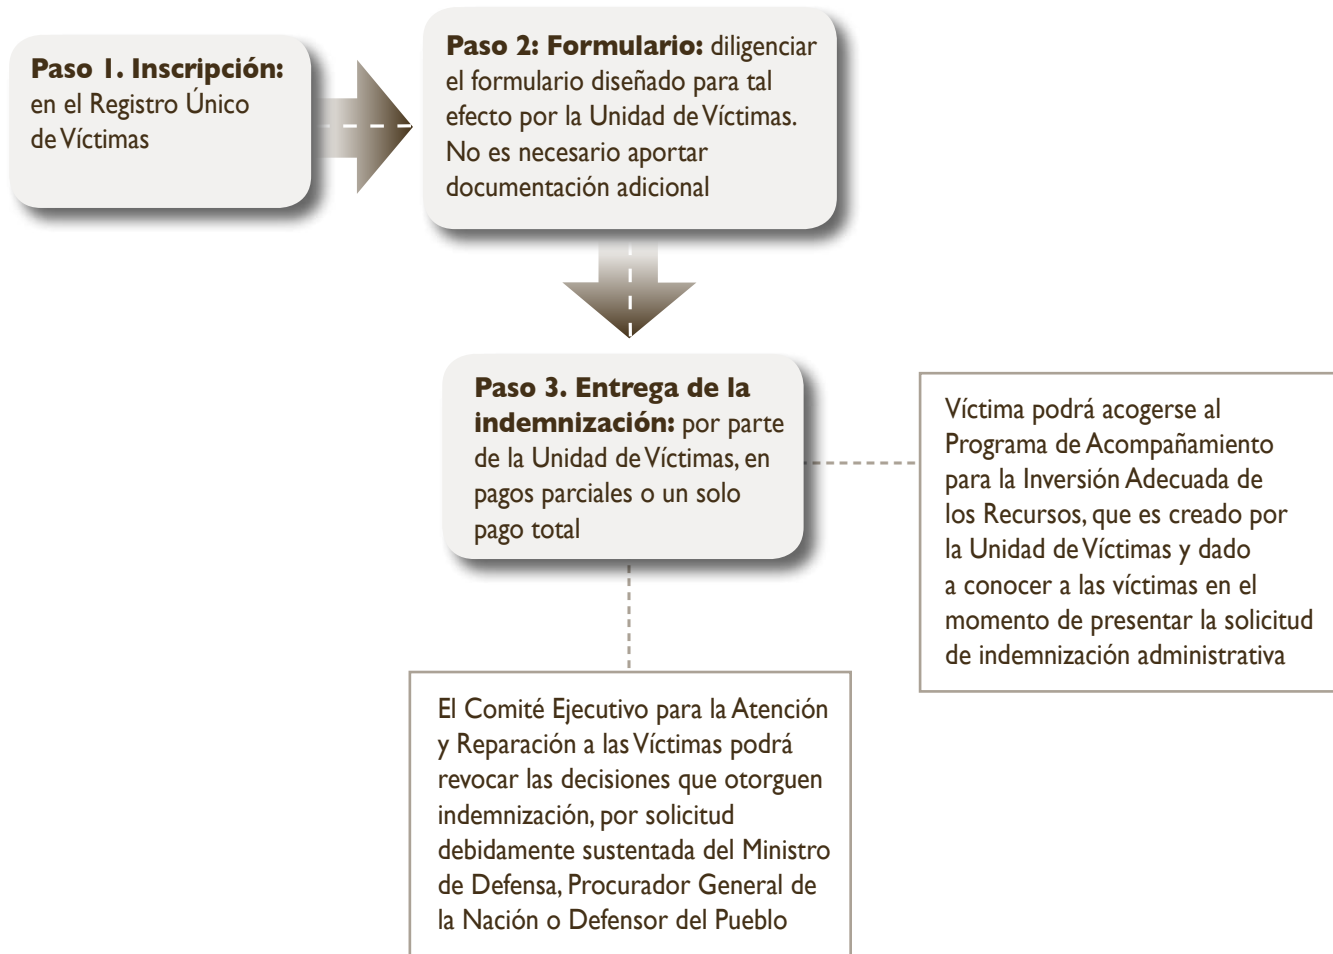 Paso 1. Inscripción:
en el Registro Único
de Víctimas
Paso 2: Formulario: diligenciar
el formulario diseñado para tal
efecto por la Unidad de Víctimas.
No es necesario aportar
documentación adicional
Paso 3. Entrega de la
indemnización: por parte
de la Unidad de Víctimas, en
pagos parciales o un solo
pago total
Víctima podrá acogerse al
Programa de Acompañamiento
para la Inversión Adecuada de
los Recursos, que es creado por
la Unidad de Víctimas y dado
a conocer a las víctimas en el
momento de presentar la solicitud
de indemnización administrativa
El Comité Ejecutivo para la Atención
y Reparación a las Víctimas podrá
revocar las decisiones que otorguen
indemnización, por solicitud
debidamente sustentada del Ministro
de Defensa, Procurador General de
la Nación o Defensor del Pueblo